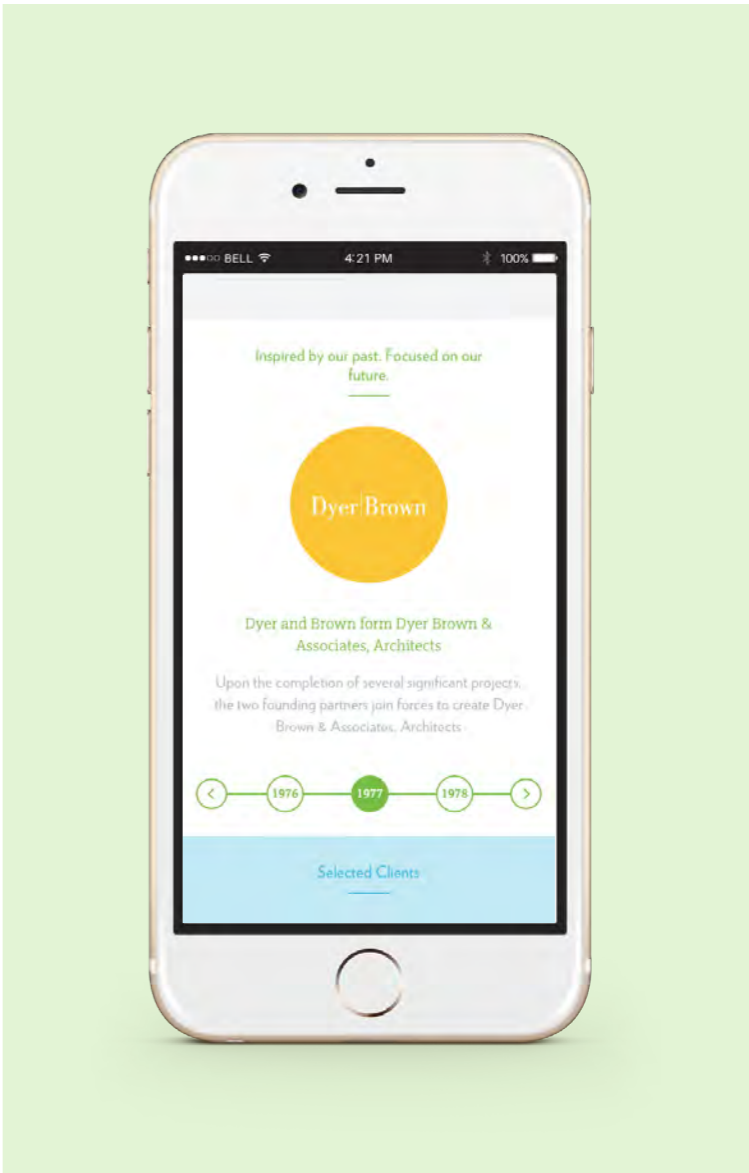 BELL 4:21 PM 100%
Inspired by our past. Focused on our
future.
Dyer|Brown
Dyer and Brown form Dyer Brown &
Associates, Architects
Upon the completion of several significant projects,
the two founding partners join forces to create Dyer
Brown & Associates, Architects
< 1976 1977 1978 >
Selected Clients